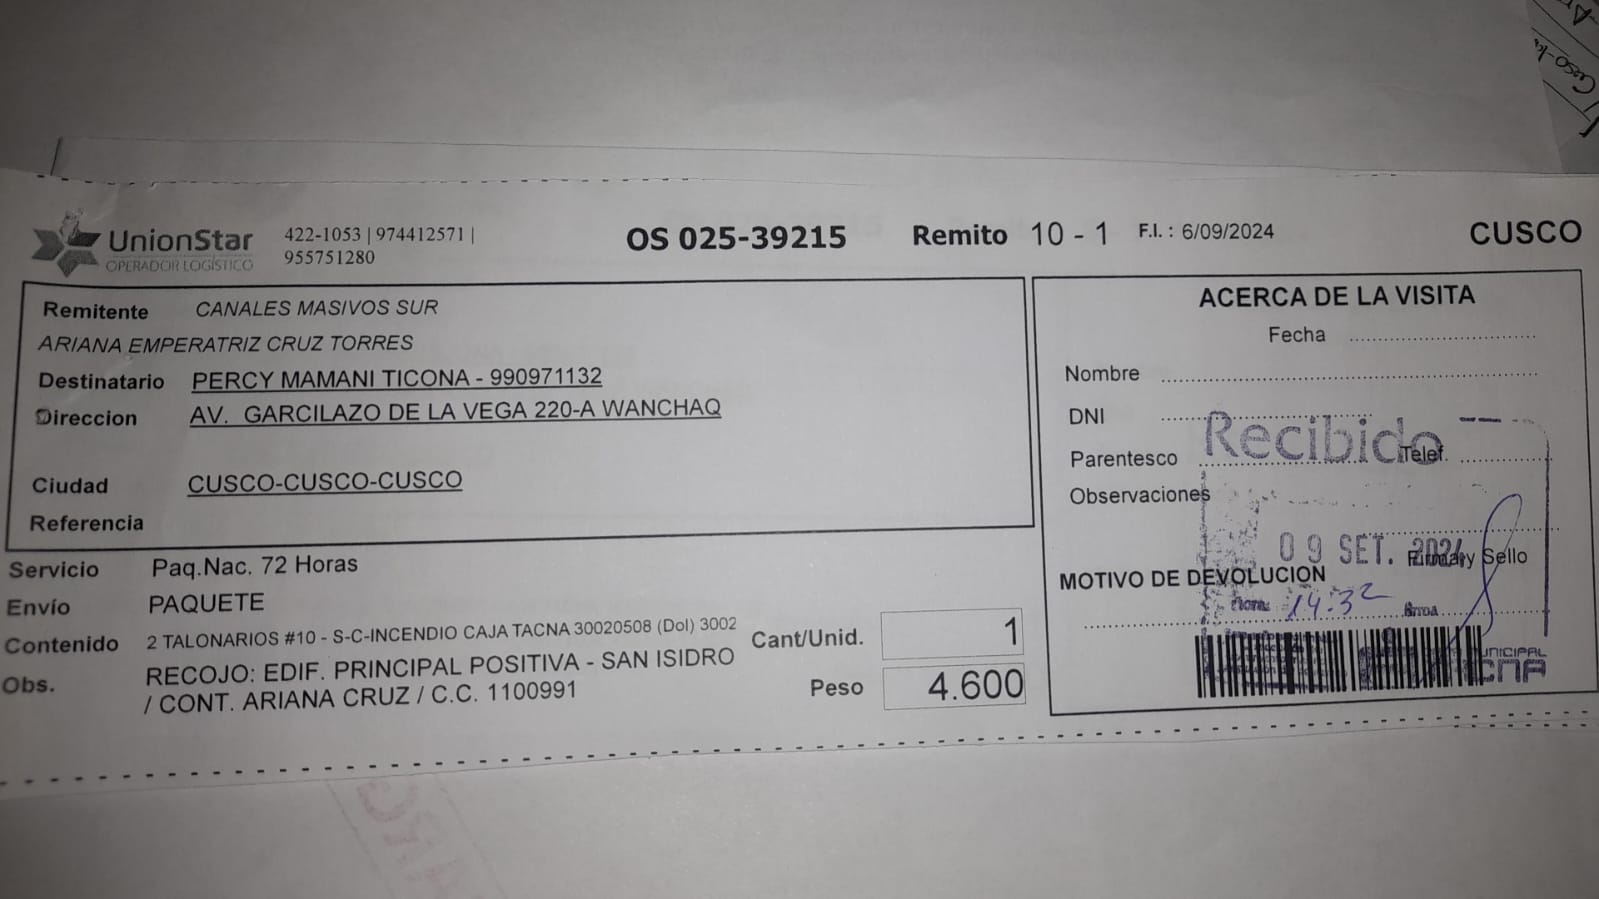 UnionStar
OPERADOR LOGÍSTICO
422-1053 | 974412571 |
955751280
OS 025-39215
Remito 10 - 1
F.I. : 6/09/2024
CUSCO
Remitente CANALES MASIVOS SUR
ARIANA EMPERATRIZ CRUZ TORRES
Destinatario PERCY MAMANI TICONA - 990971132
Direccion AV. GARCILAZO DE LA VEGA 220-A WANCHAQ
Ciudad CUSCO-CUSCO-CUSCO
Referencia
Servicio Paq.Nac. 72 Horas
Envío PAQUETE
Contenido 2 TALONARIOS #10 - S-C-INCENDIO CAJA TACNA 30020508 (Dol) 3002
Obs. RECOJO: EDIF. PRINCIPAL POSITIVA - SAN ISIDRO
/ CONT. ARIANA CRUZ / C.C. 1100991
Cant/Unid. 1
Peso 4.600
ACERCA DE LA VISITA
Fecha
Nombre
DNI
Recibido
Parentesco Telef.
Observaciones
09 SET. 2024
Firma y Sello
MOTIVO DE DEVOLUCION
Hora: 14:32 Firma